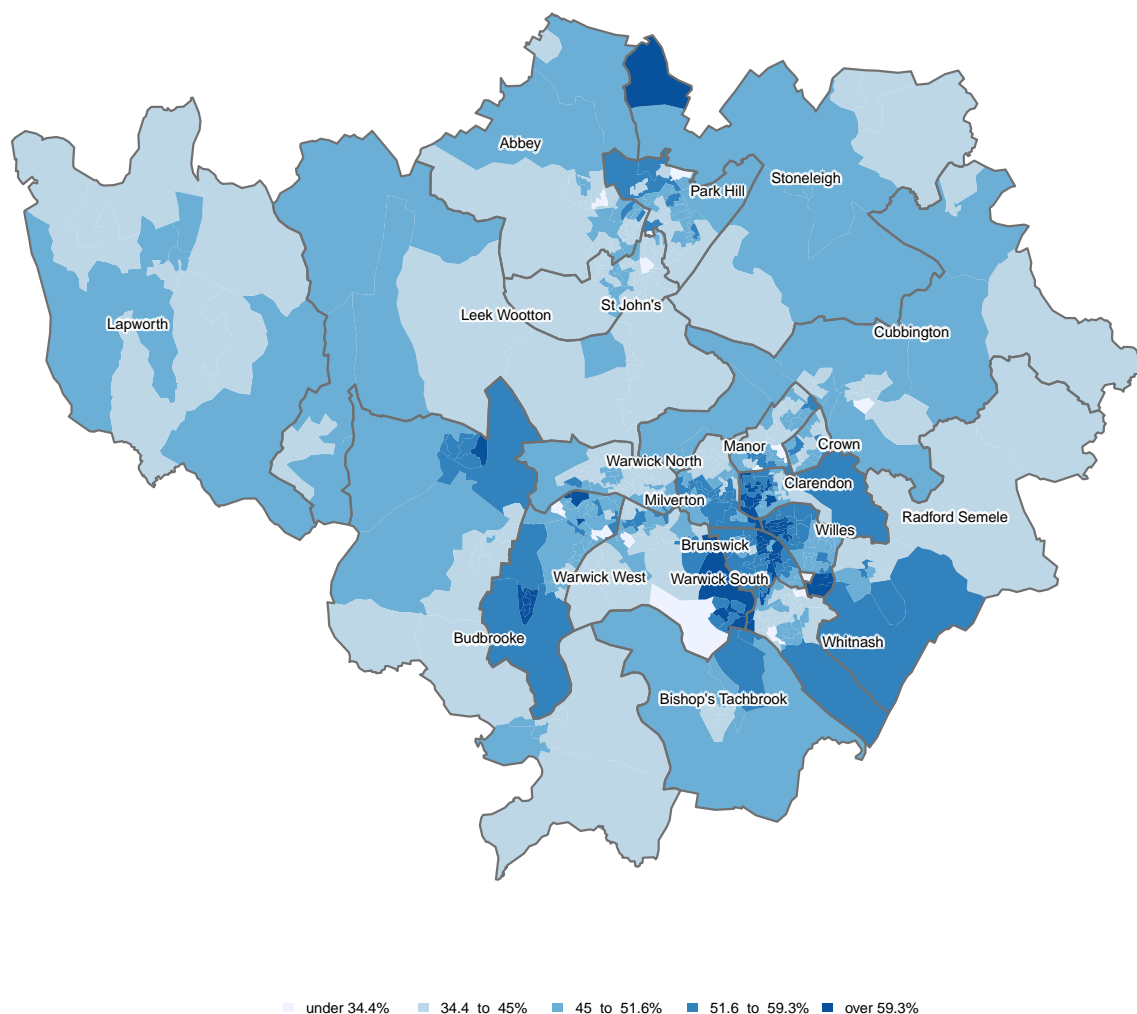 Abbey
Park Hill
Stoneleigh
Leek Wootton
St John's
Lapworth
Cubbington
Manor
Crown
Warwick North
Clarendon
Milverton
Radford Semele
Willes
Brunswick
Warwick West
Warwick South
Budbrooke
Whitnash
Bishop's Tachbrook
under 34.4% 34.4 to 45% 45 to 51.6% 51.6 to 59.3% over 59.3%